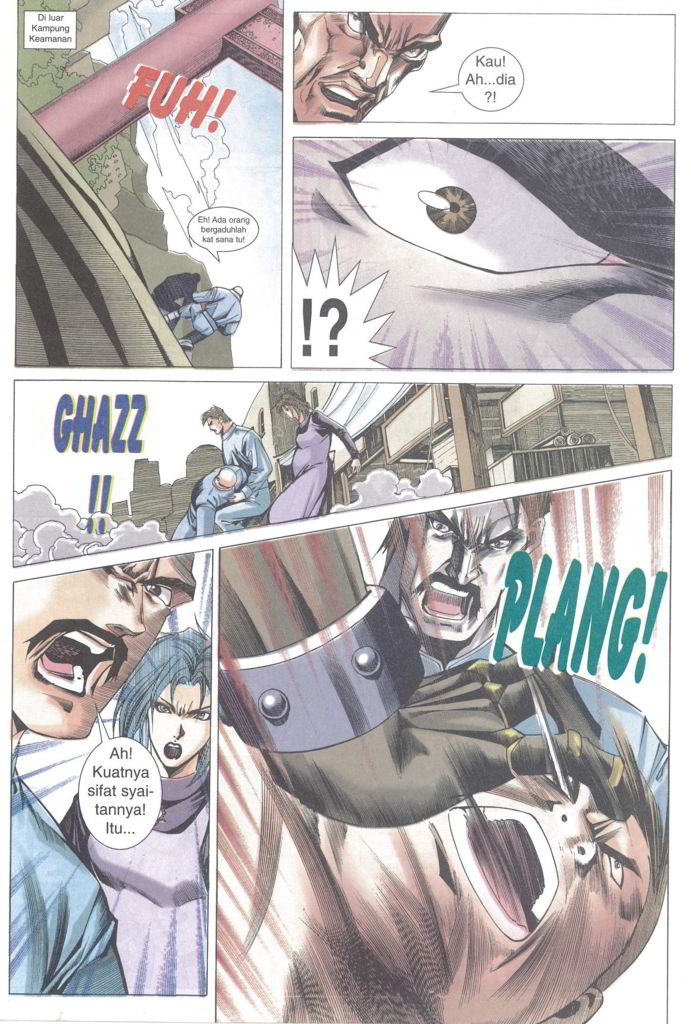 Di luar
Kampung
Keamanan
FUH!
Eh! Ada orang
bergaduhlah
kat sana tu!
Kau!
Ah...dia
?!
!?
GHAZZ
!!
PLANG!
Ah!
Kuatnya
sifat syai-
tannya!
Itu...